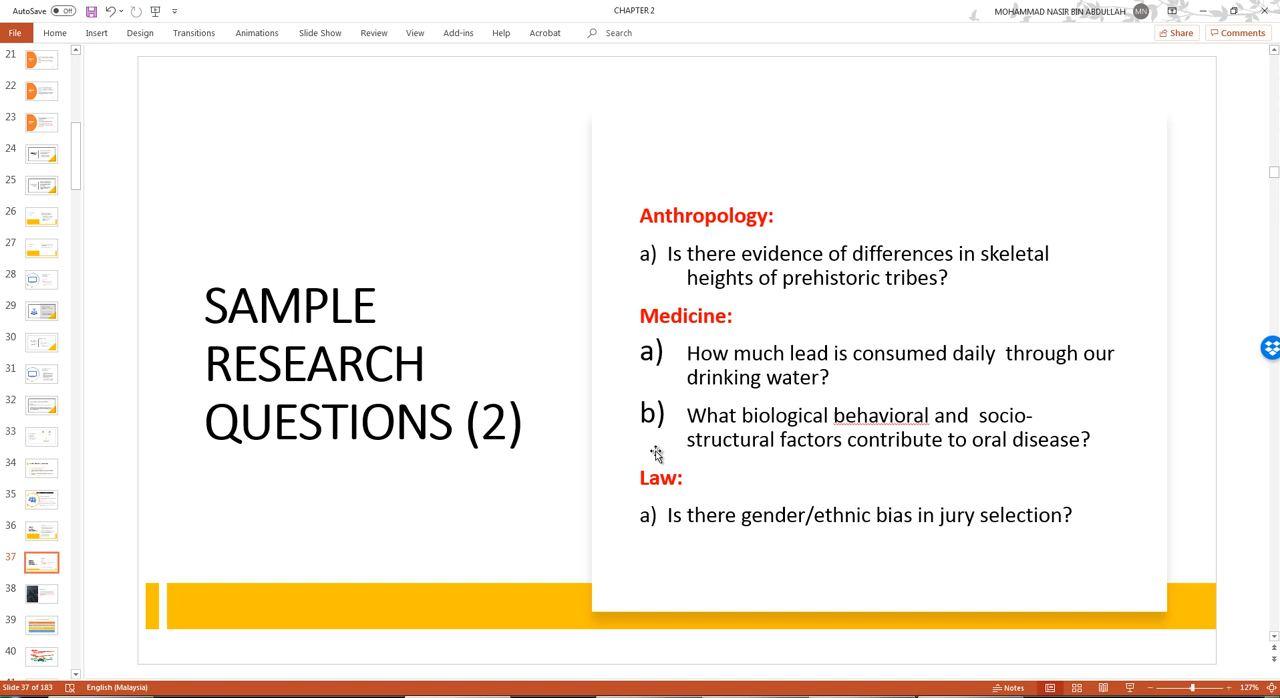 AutoSave Off CHAPTER 2 MOHAMMAD NASIR BIN ABDULLAH MN
File Home Insert Design Transitions Animations Slide Show Review View Add-ins Help Acrobat Search Share Comments
21
22
23
24
25
26
27
28
29
30
31
32
33
34
35
36
37
38
39
40
SAMPLE
RESEARCH
QUESTIONS (2)
Anthropology:
a) Is there evidence of differences in skeletal
heights of prehistoric tribes?
Medicine:
a) How much lead is consumed daily through our
drinking water?
b) What biological behavioral and socio-
structural factors contribute to oral disease?
Law:
a) Is there gender/ethnic bias in jury selection?
Slide 37 of 183 English (Malaysia) Notes 127%